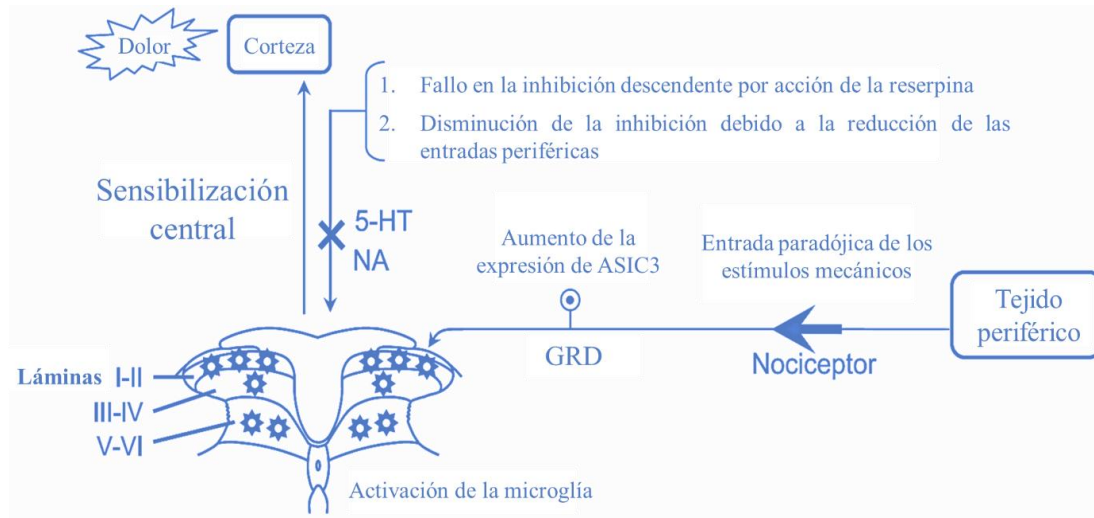 Dolor
Corteza
1. Fallo en la inhibición descendente por acción de la reserpina
2. Disminución de la inhibición debido a la reducción de las
entradas periféricas
Sensibilización
central
5-HT
NA
Aumento de la
expresión de ASIC3
Entrada paradójica de los
estímulos mecánicos
Tejido
periférico
GRD
Nociceptor
Láminas I-II
III-IV
V-VI
Activación de la microglía